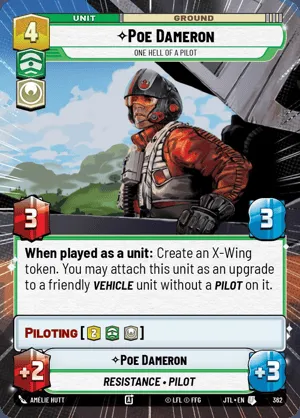 UNIT
GROUND
4
✧POE DAMERON
ONE HELL OF A PILOT
3
3
When played as a unit: Create an X-Wing
token. You may attach this unit as an upgrade
to a friendly VEHICLE unit without a PILOT on it.
PILOTING [2]
✧POE DAMERON
+2
+3
RESISTANCE • PILOT
AMÉLIE HUTT
© LFL © FFG
JTL • EN
382